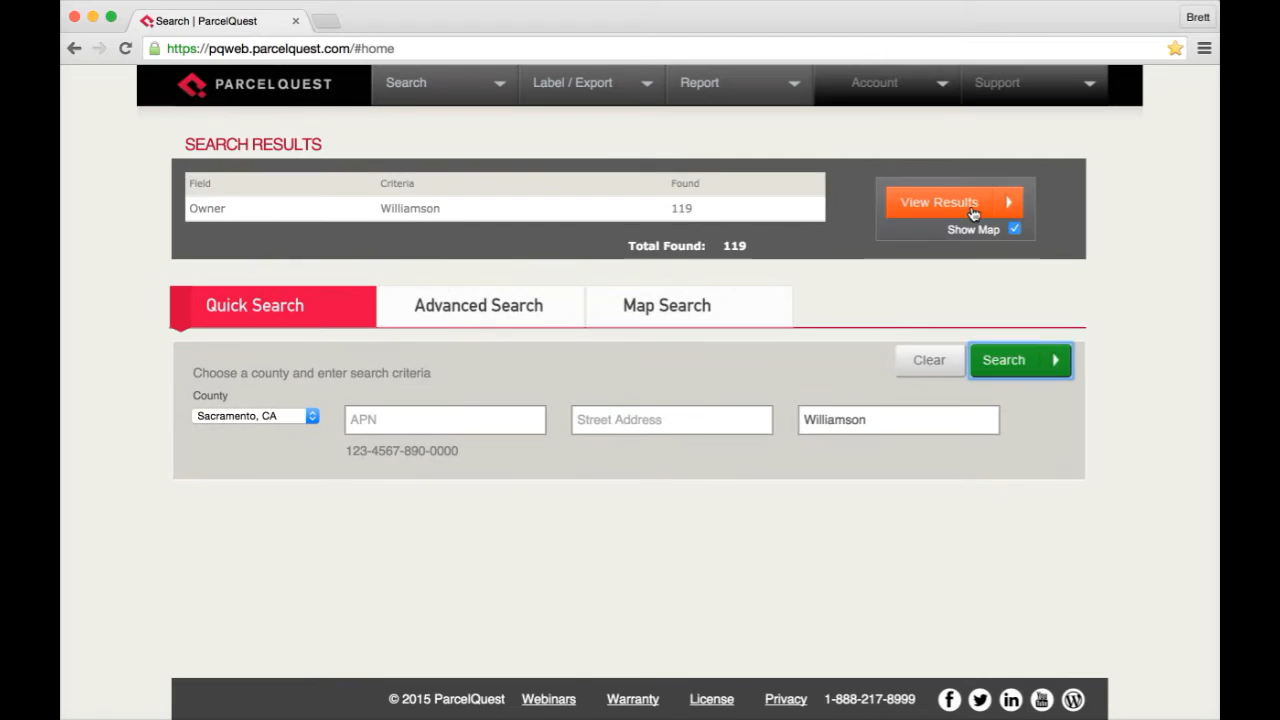 Search | ParcelQuest
Brett
https://pqweb.parcelquest.com/#home
PARCELQUEST
Search
Label / Export
Report
Account
Support
SEARCH RESULTS
Field Criteria Found
Owner Williamson 119
Total Found: 119
View Results
Show Map
Quick Search
Advanced Search
Map Search
Choose a county and enter search criteria
Clear
Search
County
Sacramento, CA
APN
Street Address
Williamson
123-4567-890-0000
© 2015 ParcelQuest Webinars Warranty License Privacy 1-888-217-8999